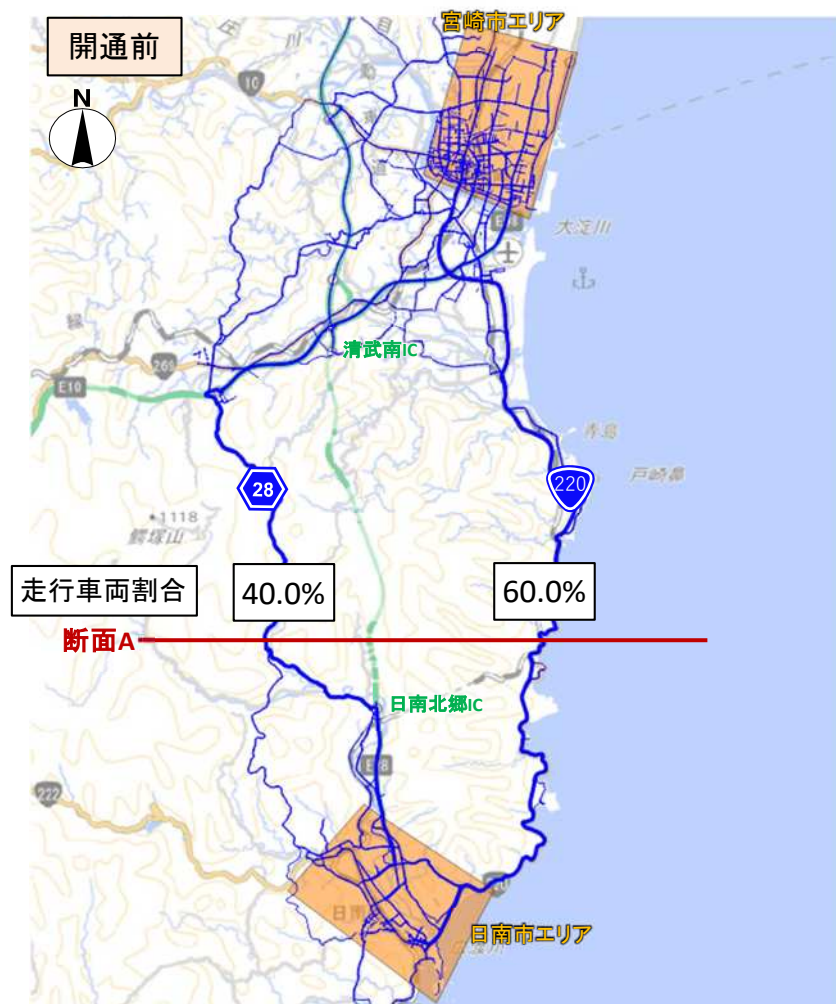 宮崎市エリア
開通前
N
10
大淀川
清武南IC
269
E10
青島
28
220
戸崎鼻
1118
鰐塚山
走行車両割合
40.0%
60.0%
断面A
日南北郷IC
222
日南市エリア